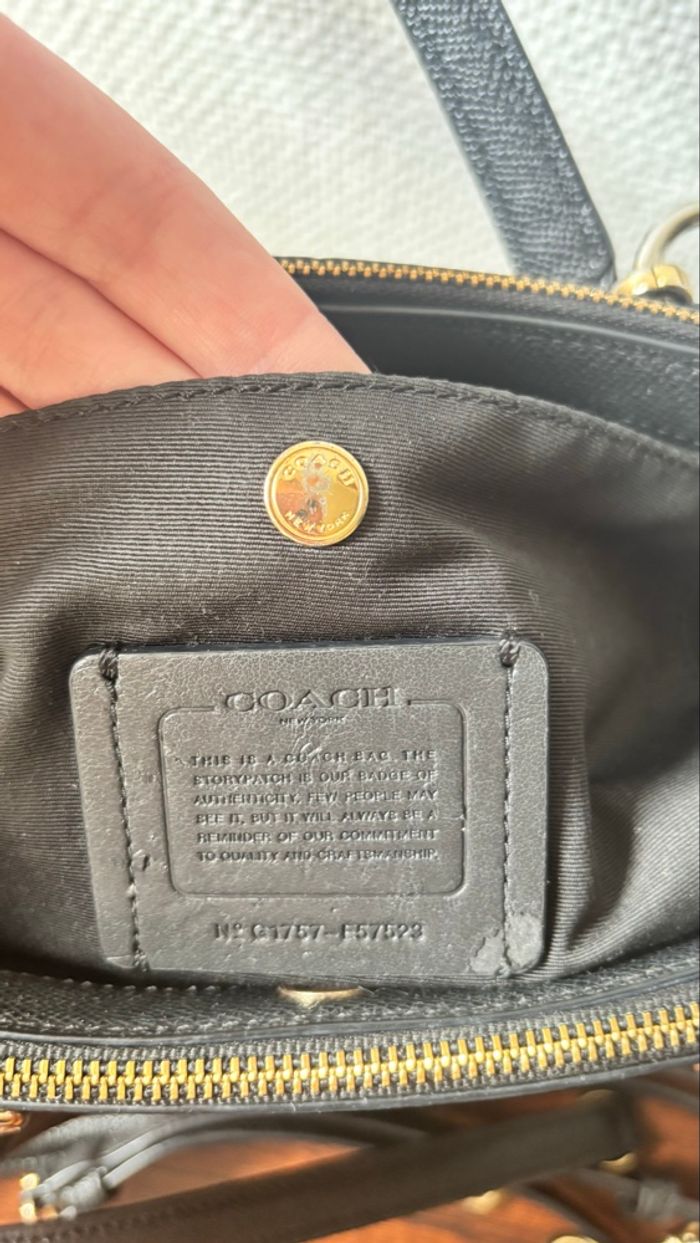 COACH
NEW YORK
COACH
NEW YORK
THIS IS A COACH BAG. THE
STORYPATCH IS OUR BADGE OF
AUTHENTICITY. FEW PEOPLE MAY
SEE IT, BUT IT WILL ALWAYS BE A
REMINDER OF OUR COMMITMENT
TO QUALITY AND CRAFTSMANSHIP.
Nº G1757-F57523